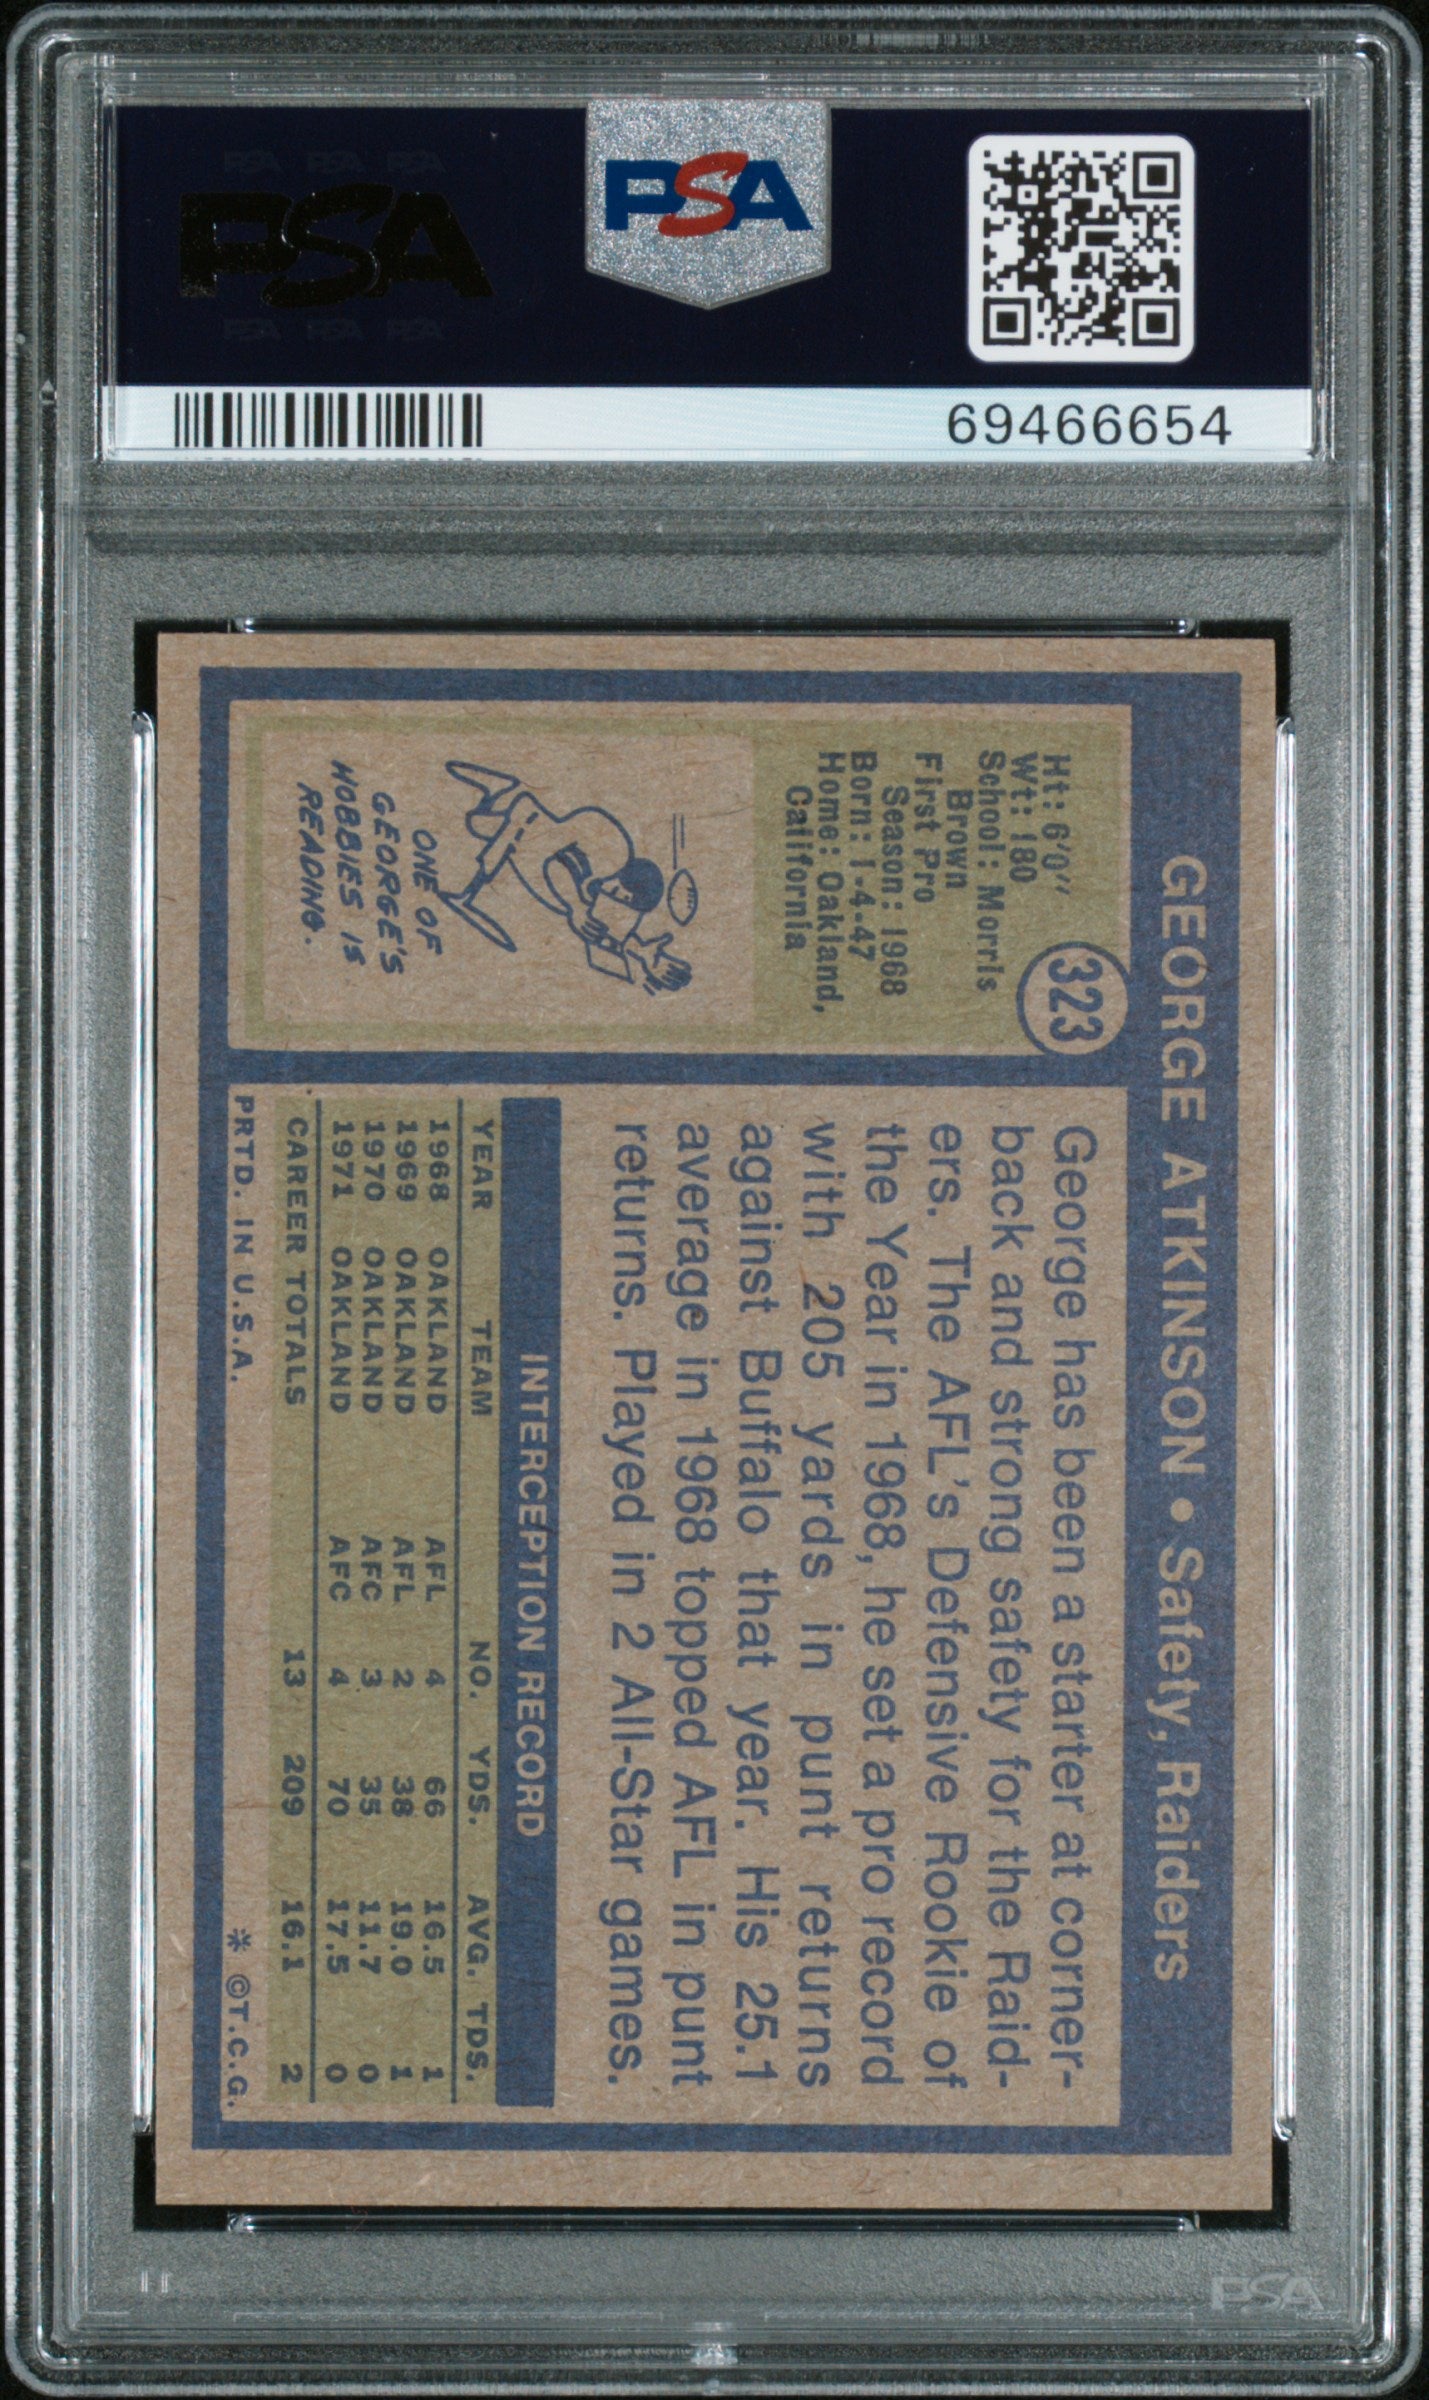 PSA PSA PSA
PSA
PSA PSA PSA
PSA
69466654
GEORGE ATKINSON • Safety, Raiders
323
Ht: 6'0"
Wt: 180
School: Morris
Brown
First Pro
Season: 1968
Born: 1-4-47
Home: Oakland,
California
ONE OF
GEORGE'S
HOBBIES IS
READING.
George has been a starter at corner-
back and strong safety for the Raid-
ers. The AFL's Defensive Rookie of
the Year in 1968, he set a pro record
with 205 yards in punt returns
against Buffalo that year. His 25.1
average in 1968 topped AFL in punt
returns. Played in 2 All-Star games.
INTERCEPTION RECORD
YEAR TEAM NO. YDS. AVG. TDS.
1968 OAKLAND AFL 4 66 16.5 1
1969 OAKLAND AFL 2 38 19.0 1
1970 OAKLAND AFC 3 35 11.7 0
1971 OAKLAND AFC 4 70 17.5 0
CAREER TOTALS 13 209 16.1 2
PRTD. IN U.S.A. * ©T.C.G.
PSA